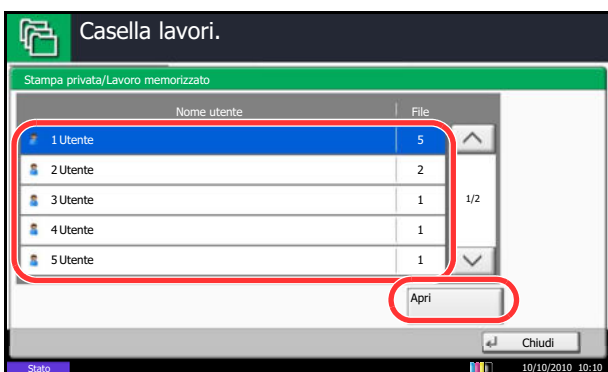 Casella lavori.
Stampa privata/Lavoro memorizzato
Nome utente File
1 Utente 5
2 Utente 2
3 Utente 1
1/2
4 Utente 1
5 Utente 1
Apri
Chiudi
Stato 10/10/2010 10:10